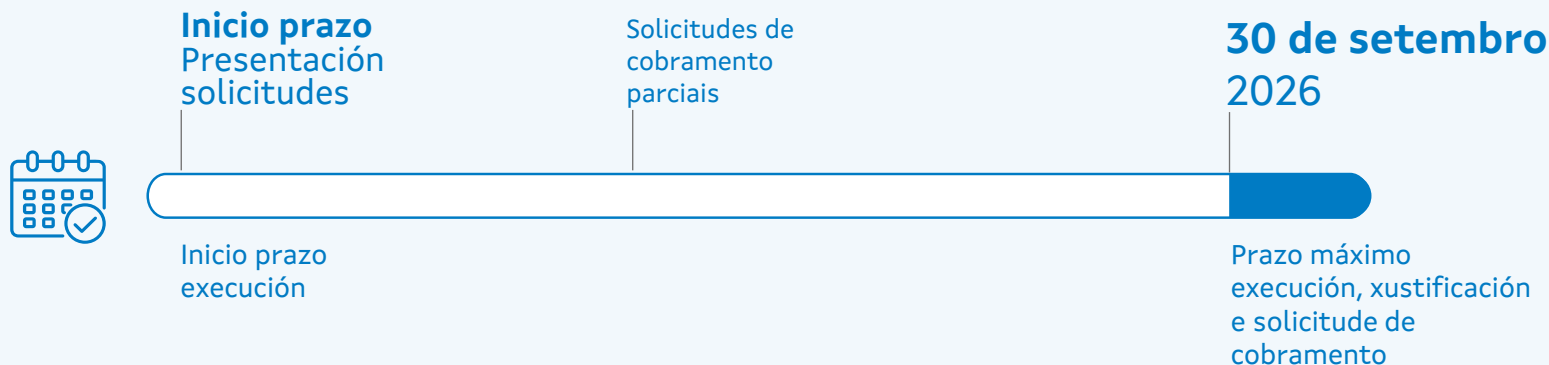 Inicio prazo
Presentación
solicitudes
Solicitudes de
cobramento
parciais
30 de setembro
2026
Inicio prazo
execución
Prazo máximo
execución, xustificación
e solicitude de
cobramento